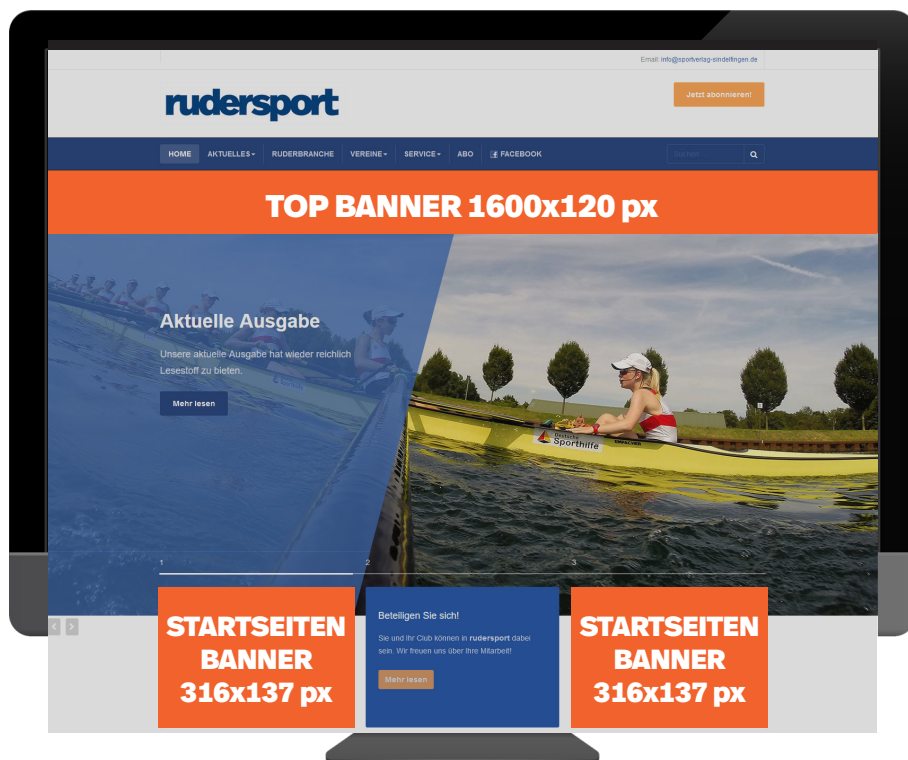 Email: info@sportverlag-sindelfingen.de
rudersport
Jetzt abonnieren!
HOME AKTUELLES RUDERBRANCHE VEREINE SERVICE ABO FACEBOOK
Suchen
TOP BANNER 1600x120 px
Aktuelle Ausgabe
Unsere aktuelle Ausgabe hat wieder reichlich
Lesestoff zu bieten.
Mehr lesen
Deutsche
Sporthilfe
EMPACHER
1 2 3
STARTSEITEN
BANNER
316x137 px
Beteiligen Sie sich!
Sie und Ihr Club können in rudersport dabei
sein. Wir freuen uns über Ihre Mitarbeit!
Mehr lesen
STARTSEITEN
BANNER
316x137 px